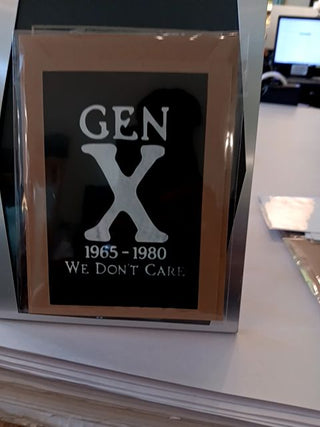 GEN
X
1965 - 1980
WE DON'T CARE